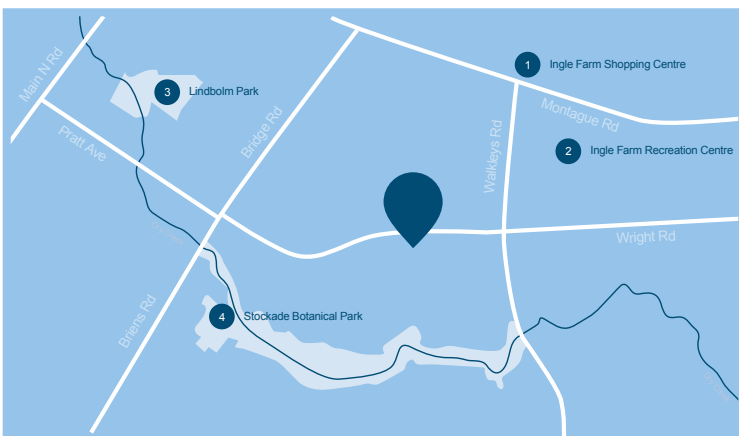 1 Ingle Farm Shopping Centre
Main N Rd
3 Lindbolm Park
Montague Rd
Bridge Rd
Pratt Ave
Walkleys Rd
2 Ingle Farm Recreation Centre
Wright Rd
Briens Rd
4 Stockade Botanical Park